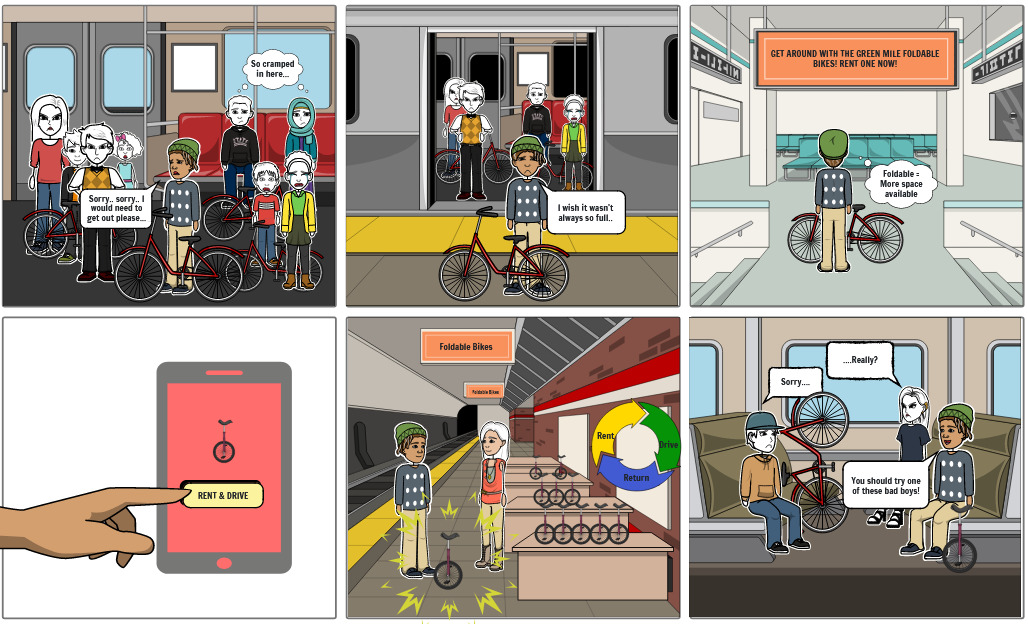 So cramped
in here...
Sorry.. sorry.. I
would need to
get out please...
I wish it wasn't
always so full..
GET AROUND WITH THE GREEN MILE FOLDABLE
BIKES! RENT ONE NOW!
Foldable =
More space
available
RENT & DRIVE
Foldable Bikes
Foldable Bikes
Rent
Drive
Return
....Really?
Sorry....
You should try one
of these bad boys!